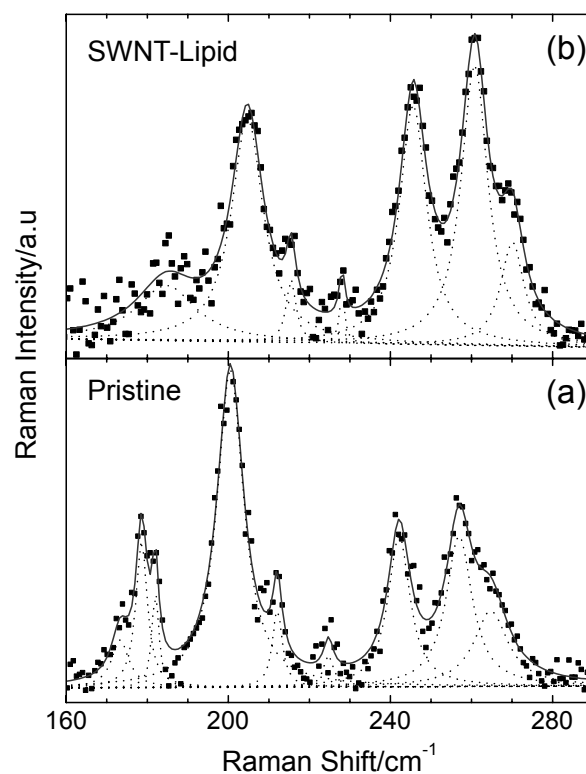 SWNT-Lipid
(b)
Raman Intensity/a.u
Pristine
(a)
160 200 240 280
Raman Shift/cm⁻¹